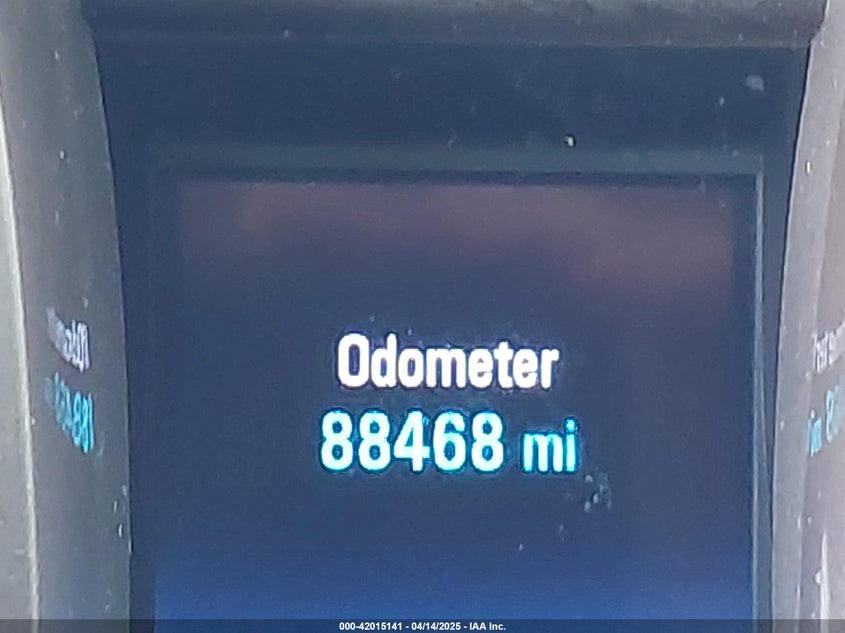 Odometer
88468 mi
000-42015141 - 04/14/2025 - IAA Inc.